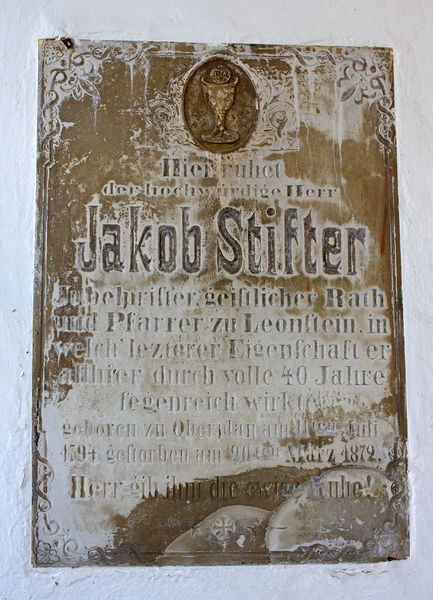 Hier ruhet
der hochwürdige Herr
Jakob Stifter
Jubelprister, geistlicher Rath
und Pfarrer zu Leonstein, in
welch' lezterer Eigenschaft er
allhier durch volle 40 Jahre
segenreich wirkte
geboren zu Oberplan am Juli
1794 gestorben am 20ten März 1872.
Herr, gib ihm die ewige Ruhe!